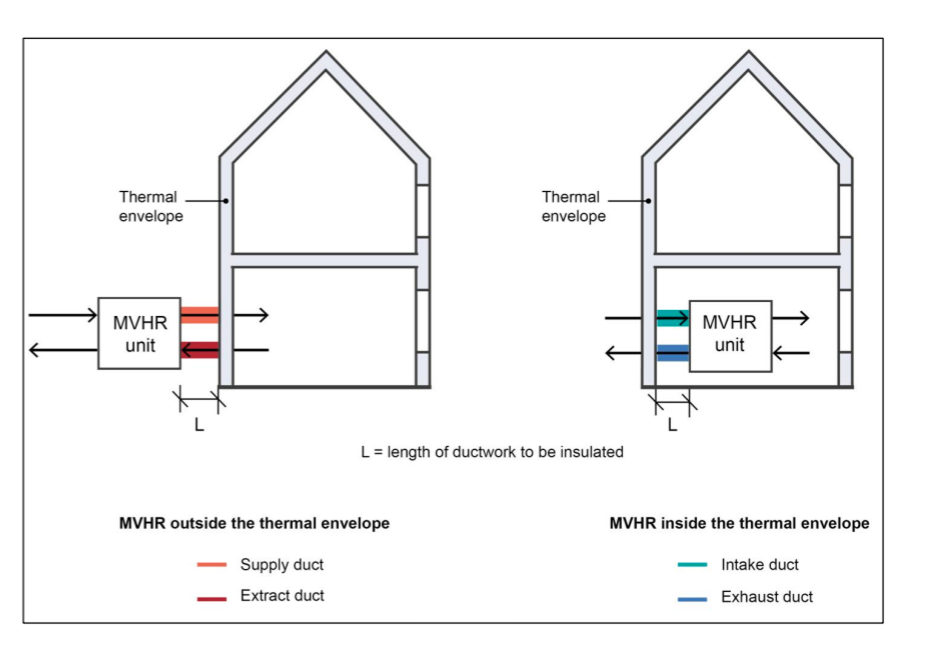 Thermal
envelope
Thermal
envelope
MVHR
unit
MVHR
unit
L
L
L = length of ductwork to be insulated
MVHR outside the thermal envelope
Supply duct
Extract duct
MVHR inside the thermal envelope
Intake duct
Exhaust duct